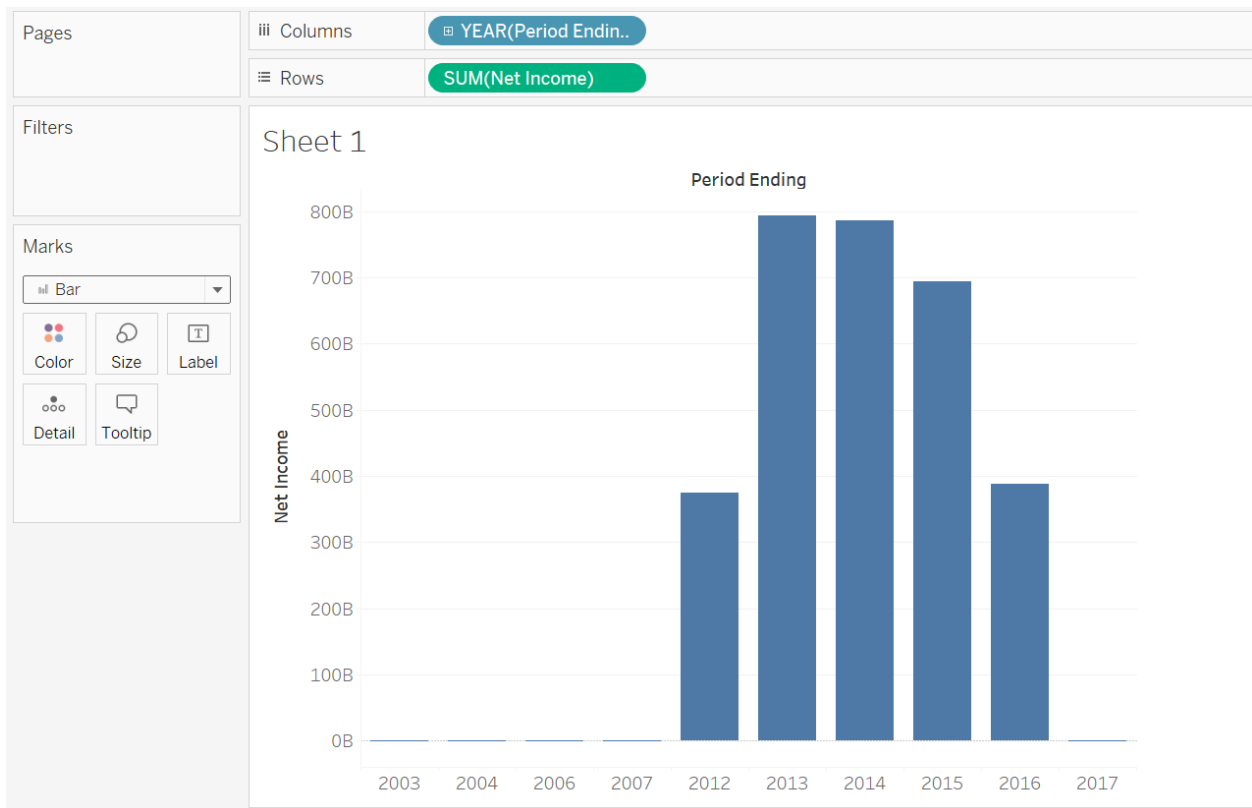 Pages
iii Columns
YEAR(Period Endin..
Rows
SUM(Net Income)
Filters
Marks
Bar
Color
Size
T
Label
Detail
Tooltip
Sheet 1
Period Ending
Net Income
800B
700B
600B
500B
400B
300B
200B
100B
0B
2003 2004 2006 2007 2012 2013 2014 2015 2016 2017